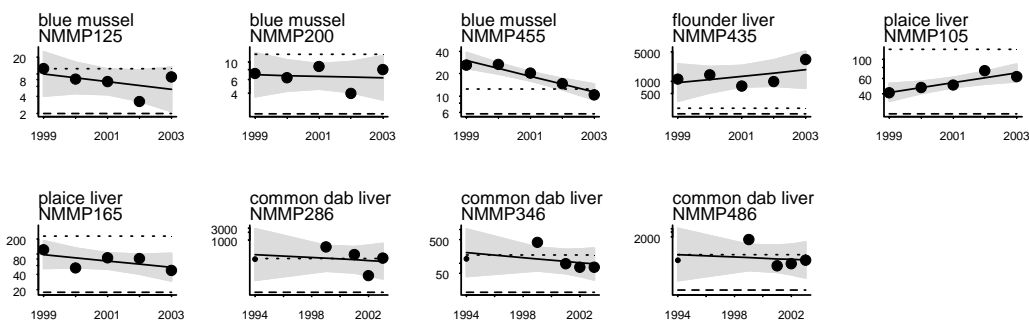 blue mussel
NMMP125
20
8
4
2
1999 2001 2003
blue mussel
NMMP200
10
6
4
1999 2001 2003
blue mussel
NMMP455
40
20
10
6
1999 2001 2003
flounder liver
NMMP435
5000
1000
500
1999 2001 2003
plaice liver
NMMP105
100
60
40
1999 2001 2003
plaice liver
NMMP165
200
80
40
20
1999 2001 2003
common dab liver
NMMP286
3000
1000
1994 1998 2002
common dab liver
NMMP346
500
50
1994 1998 2002
common dab liver
NMMP486
2000
1994 1998 2002